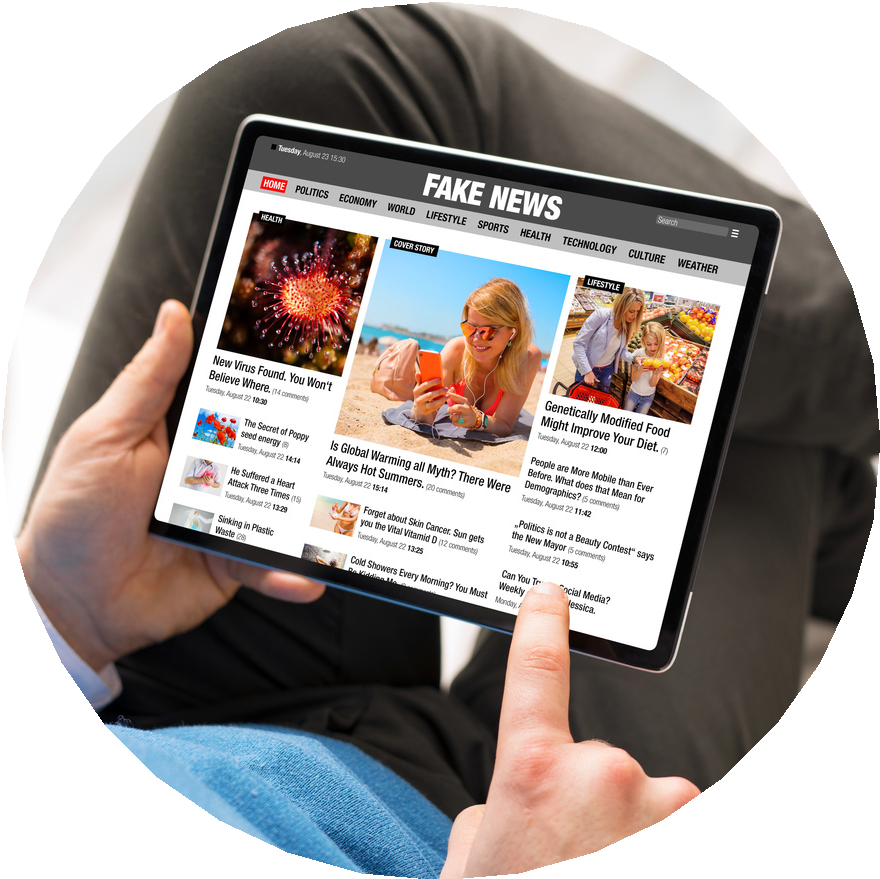 Tuesday, August 23 15:30
FAKE NEWS
Search
HOME POLITICS ECONOMY WORLD LIFESTYLE SPORTS HEALTH TECHNOLOGY CULTURE WEATHER
HEALTH
New Virus Found. You Won't
Believe Where. (14 comments)
Tuesday, August 22 10:30
The Secret of Poppy
seed energy (8)
Tuesday, August 22 14:14
He Suffered a Heart
Attack Three Times (15)
Tuesday, August 22 13:29
Sinking in Plastic
Waste (28)
COVER STORY
Is Global Warming all Myth? There Were
Always Hot Summers. (20 comments)
Tuesday, August 22 15:14
Forget about Skin Cancer. Sun gets
you the Vital Vitamid D (12 comments)
Tuesday, August 22 13:25
Cold Showers Every Morning? You Must
Be Kidding Me.
LIFESTYLE
Genetically Modified Food
Might Improve Your Diet. (7)
Tuesday, August 22 12:00
People are More Mobile than Ever
Before. What does that Mean for
Demographics? (5 comments)
Tuesday, August 22 11:42
„Politics is not a Beauty Contest“ says
the New Mayor (5 comments)
Tuesday, August 22 10:55
Can You Social Media?
Weekly Jessica.
Monday,